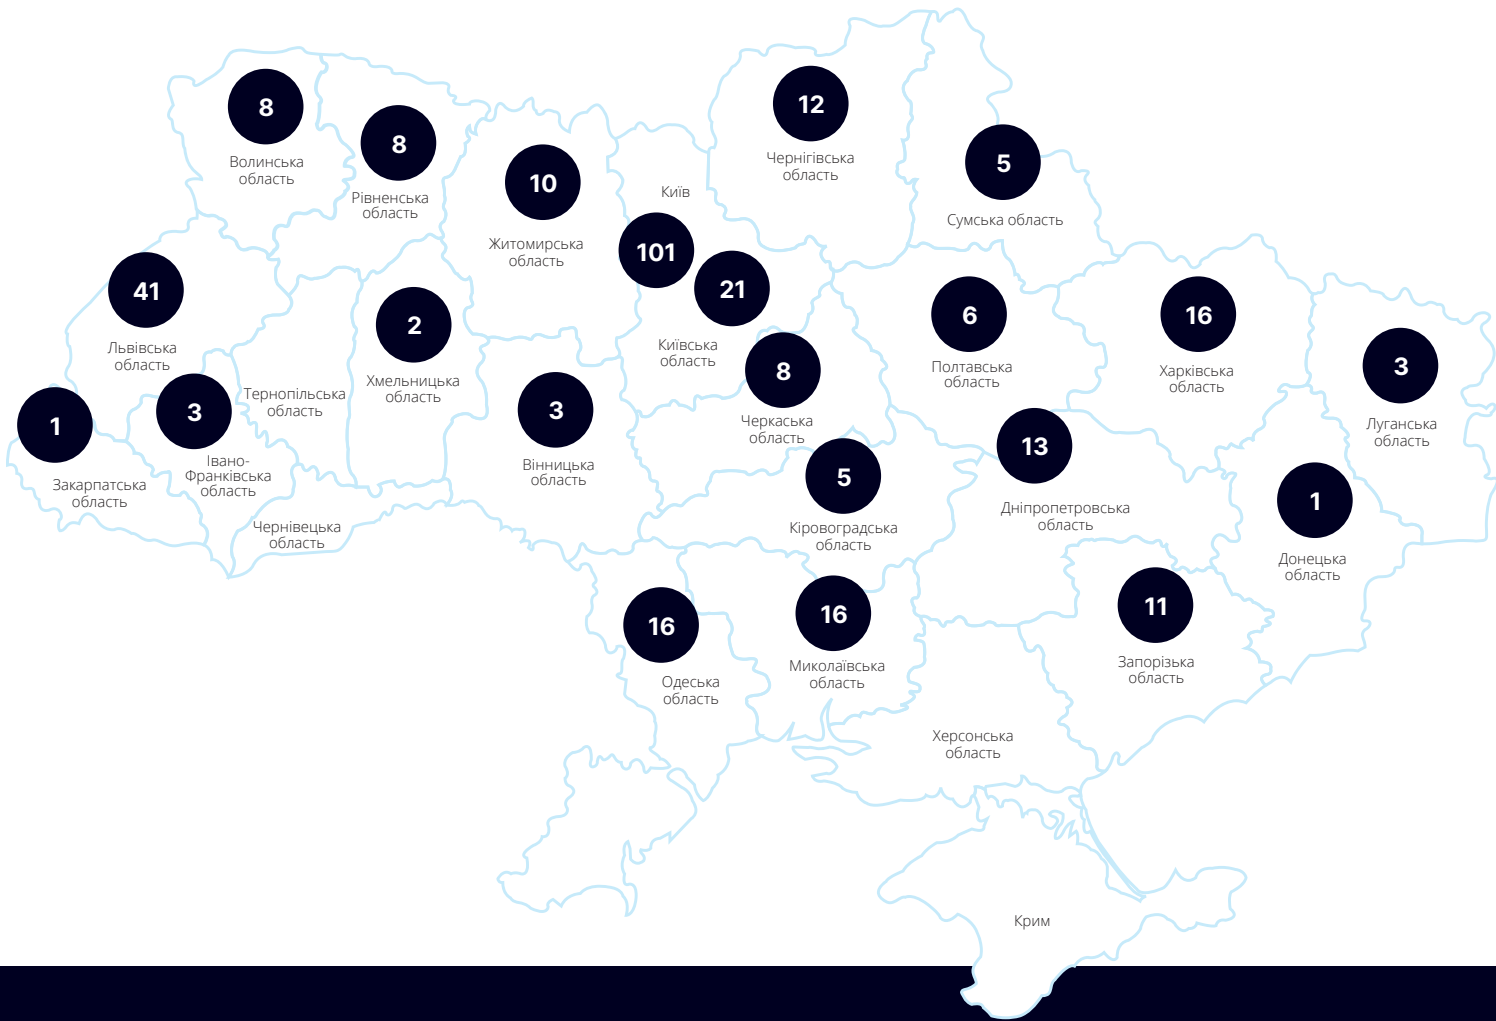 8
Волинська
область
8
Рівненська
область
10
Житомирська
область
Київ
101
21
Київська
область
12
Чернігівська
область
5
Сумська область
41
Львівська
область
2
Хмельницька
область
Тернопільська
область
3
Івано-
Франківська
область
1
Закарпатська
область
Чернівецька
область
3
Вінницька
область
8
Черкаська
область
6
Полтавська
область
16
Харківська
область
3
Луганська
область
5
Кіровоградська
область
13
Дніпропетровська
область
1
Донецька
область
16
Одеська
область
16
Миколаївська
область
11
Запорізька
область
Херсонська
область
Крим